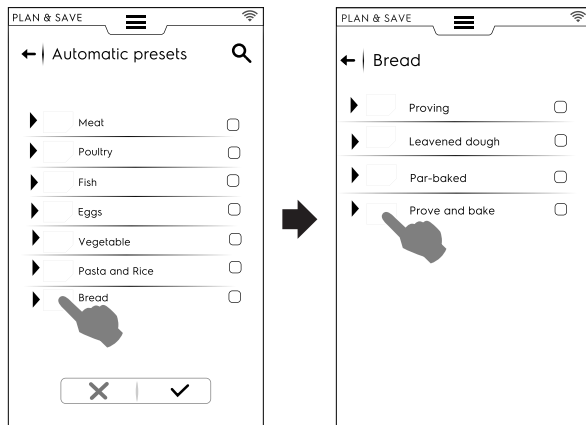 PLAN & SAVE
Automatic presets
Meat
Poultry
Fish
Eggs
Vegetable
Pasta and Rice
Bread
PLAN & SAVE
Bread
Proving
Leavened dough
Par-baked
Prove and bake